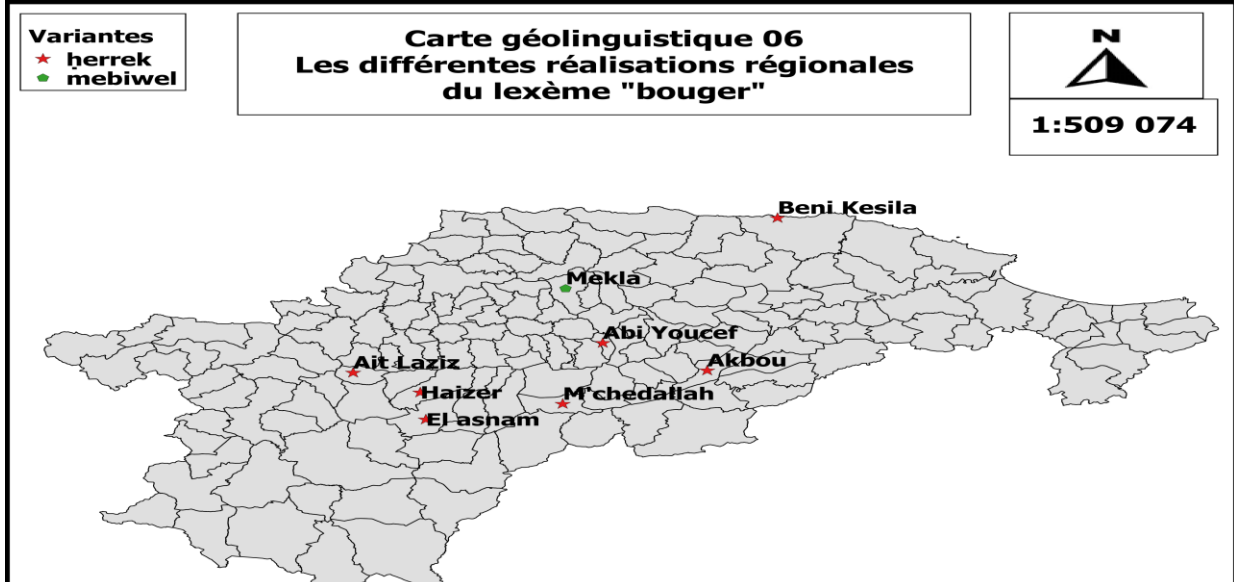 Variantes
ḥerrek
mebiwel
Carte géolinguistique 06
Les différentes réalisations régionales
du lexème "bouger"
N
1:509 074
Beni Kesila
Mekla
Abi Youcef
Ait Laziz
Akbou
Haizer
M'chedallah
El asnam